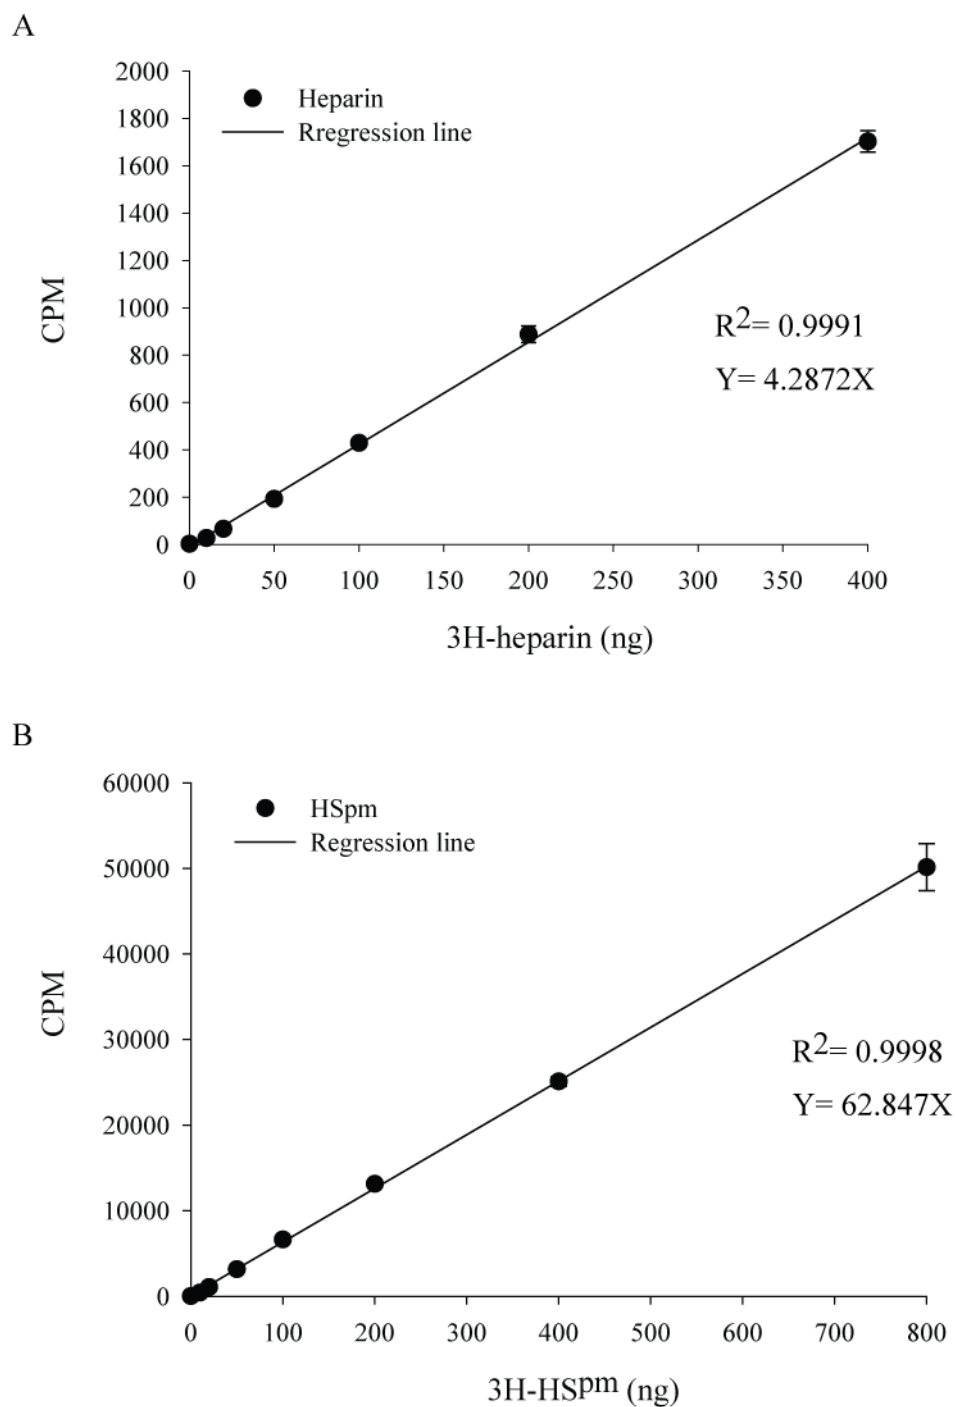 A
2000
1800
1600
1400
1200
1000
800
600
400
200
0
Heparin
Rregression line
CPM
R2= 0.9991
Y= 4.2872X
0 50 100 150 200 250 300 350 400
3H-heparin (ng)
B
60000
50000
40000
30000
20000
10000
0
HSpm
Regression line
CPM
R2= 0.9998
Y= 62.847X
0 100 200 300 400 500 600 700 800
3H-HSpm (ng)